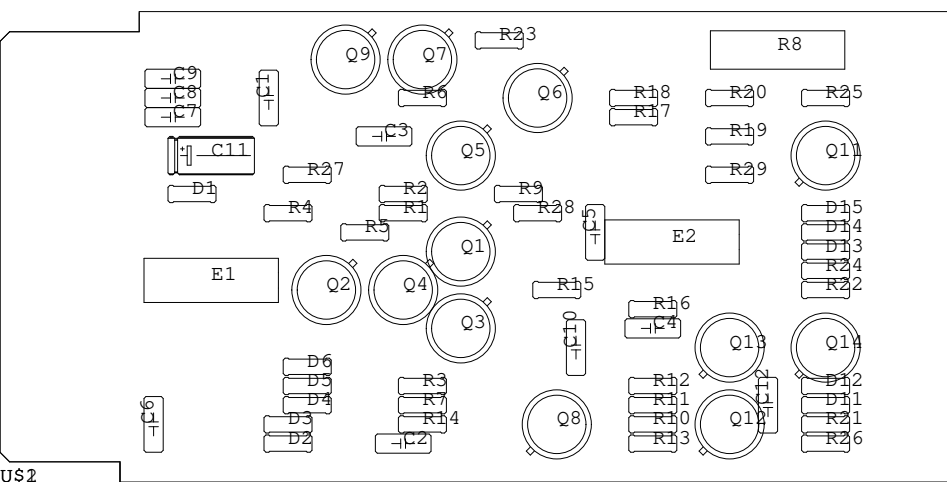 R23
R8
Q9
Q7
C9
C8
C7
C1
R6
Q6
R18
R17
R20
R25
C3
R19
C11
Q5
Q11
R27
R29
D1
R2
R9
R4
R1
R28
D15
R5
C5
D14
E2
Q1
D13
E1
R24
Q2
Q4
R15
R22
R16
Q3
C4
C10
Q13
Q14
D6
D5
R3
R12
D12
D4
R7
R11
C12
D11
C6
D3
R14
Q8
R10
Q12
R21
D2
C2
R13
R26